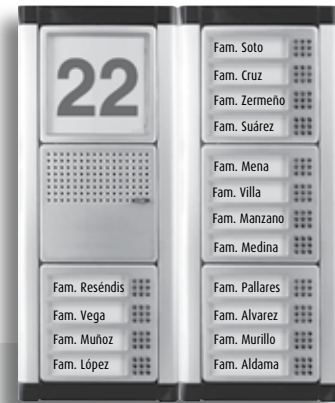 22
Fam. Reséndis
Fam. Vega
Fam. Muñoz
Fam. López
Fam. Soto
Fam. Cruz
Fam. Zermeño
Fam. Suárez
Fam. Mena
Fam. Villa
Fam. Manzano
Fam. Medina
Fam. Pallares
Fam. Alvarez
Fam. Murillo
Fam. Aldama